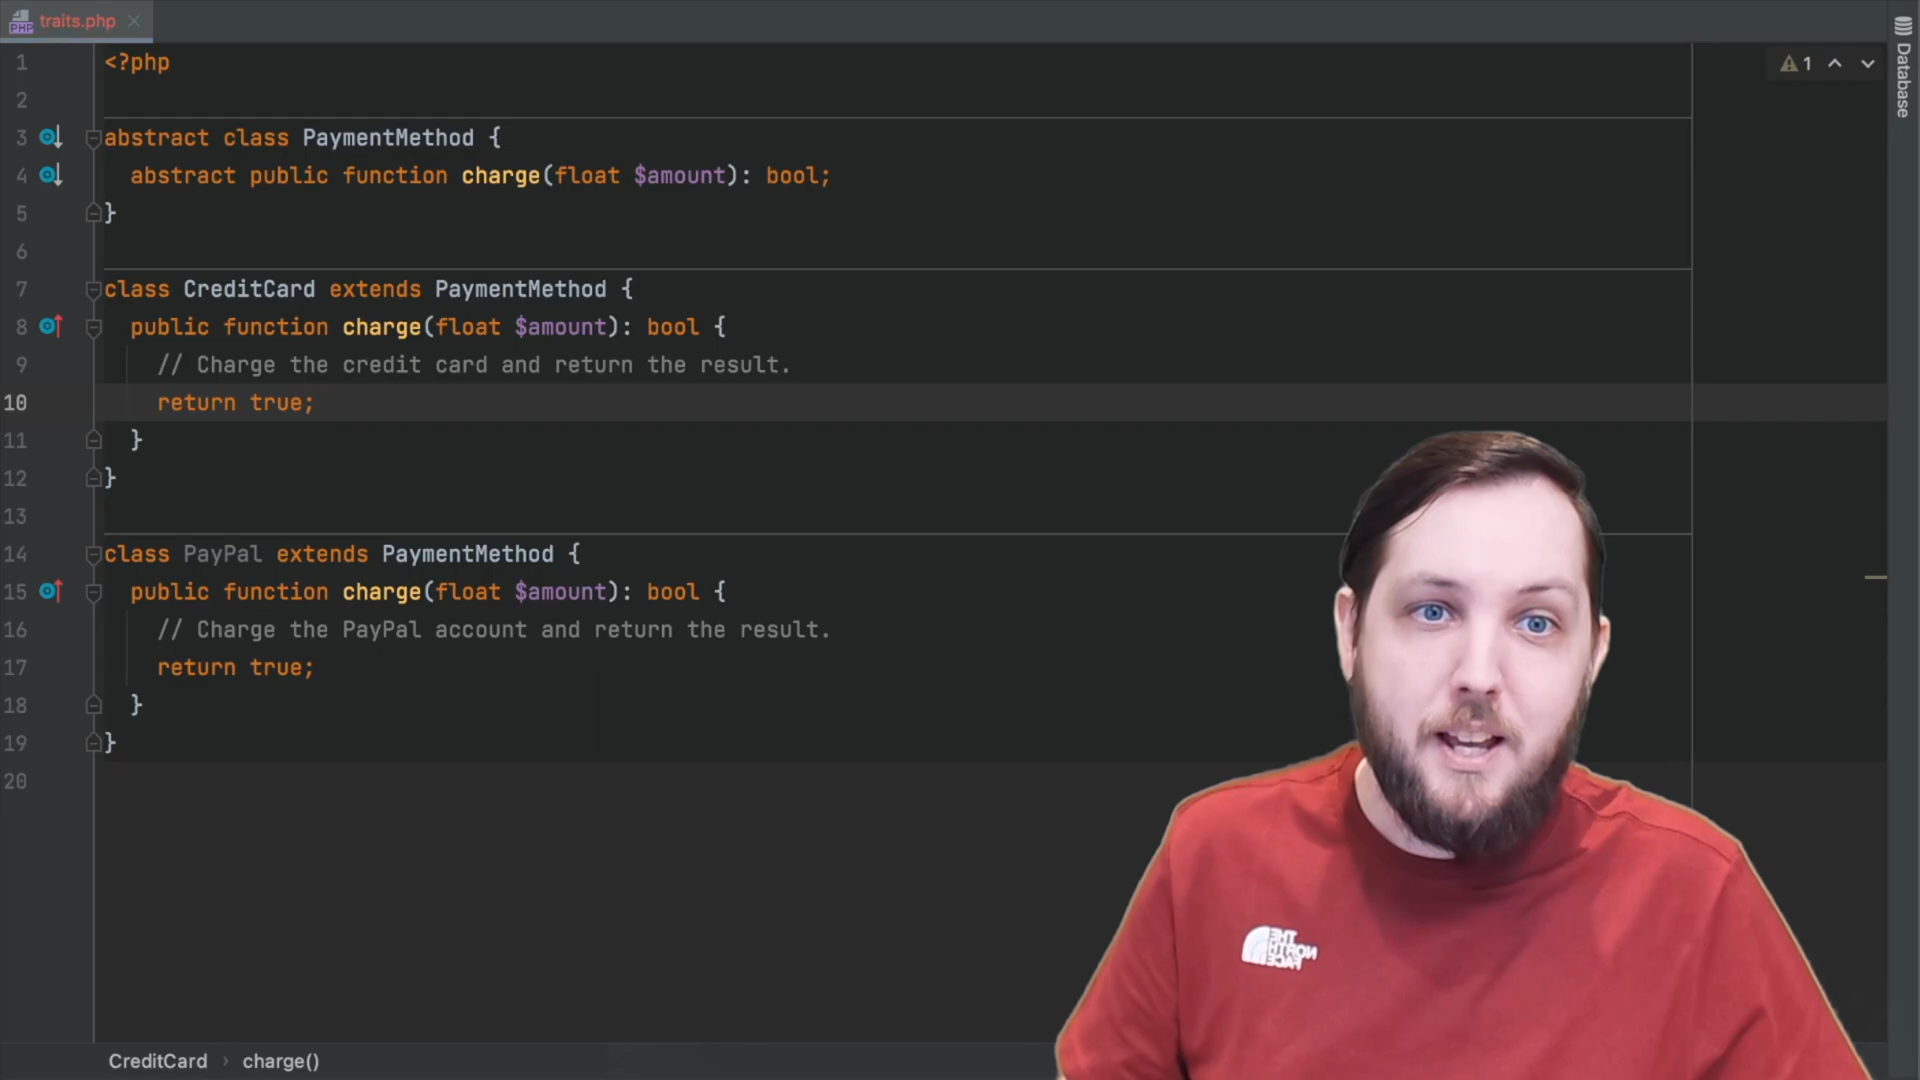 traits.php
1 <?php
2
3 abstract class PaymentMethod {
4 abstract public function charge(float $amount): bool;
5 }
6
7 class CreditCard extends PaymentMethod {
8 public function charge(float $amount): bool {
9 // Charge the credit card and return the result.
10 return true;
11 }
12 }
13
14 class PayPal extends PaymentMethod {
15 public function charge(float $amount): bool {
16 // Charge the PayPal account and return the result.
17 return true;
18 }
19 }
20
1
Database
PHP
THE
NORTH
FACE
CreditCard › charge()